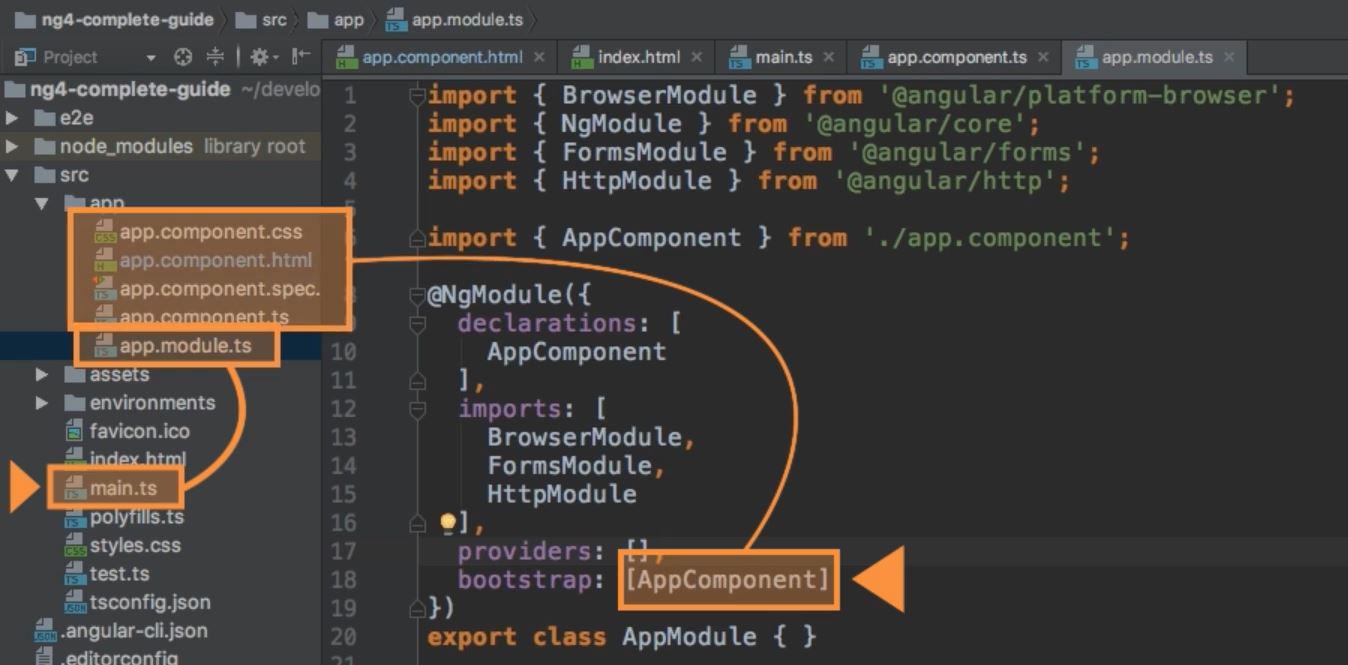 ng4-complete-guide src app app.module.ts
Project
app.component.html index.html main.ts app.component.ts app.module.ts
ng4-complete-guide ~/develo
e2e
node_modules library root
src
app
app.component.css
app.component.html
app.component.spec.
app.component.ts
app.module.ts
assets
environments
favicon.ico
index.html
main.ts
polyfills.ts
styles.css
test.ts
tsconfig.json
.angular-cli.json
.editorconfig
1 import { BrowserModule } from '@angular/platform-browser';
2 import { NgModule } from '@angular/core';
3 import { FormsModule } from '@angular/forms';
4 import { HttpModule } from '@angular/http';
5
6 import { AppComponent } from './app.component';
8 @NgModule({
9 declarations: [
10 AppComponent
11 ],
12 imports: [
13 BrowserModule,
14 FormsModule,
15 HttpModule
16 ],
17 providers: [],
18 bootstrap: [AppComponent]
19 })
20 export class AppModule { }
21